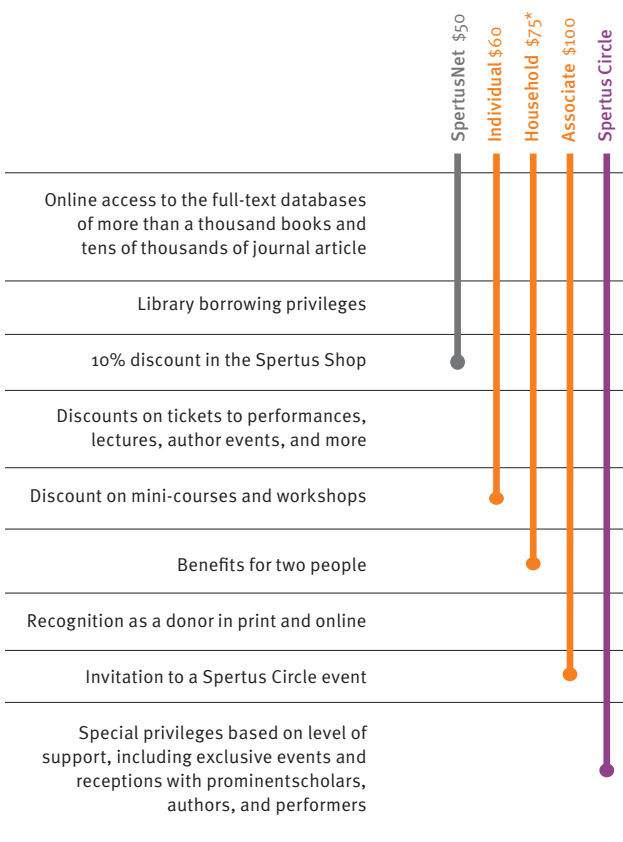 SpertusNet $50
Individual $60
Household $75*
Associate $100
Spertus Circle
Online access to the full-text databases
of more than a thousand books and
tens of thousands of journal article
Library borrowing privileges
10% discount in the Spertus Shop
Discounts on tickets to performances,
lectures, author events, and more
Discount on mini-courses and workshops
Benefits for two people
Recognition as a donor in print and online
Invitation to a Spertus Circle event
Special privileges based on level of
support, including exclusive events and
receptions with prominentscholars,
authors, and performers